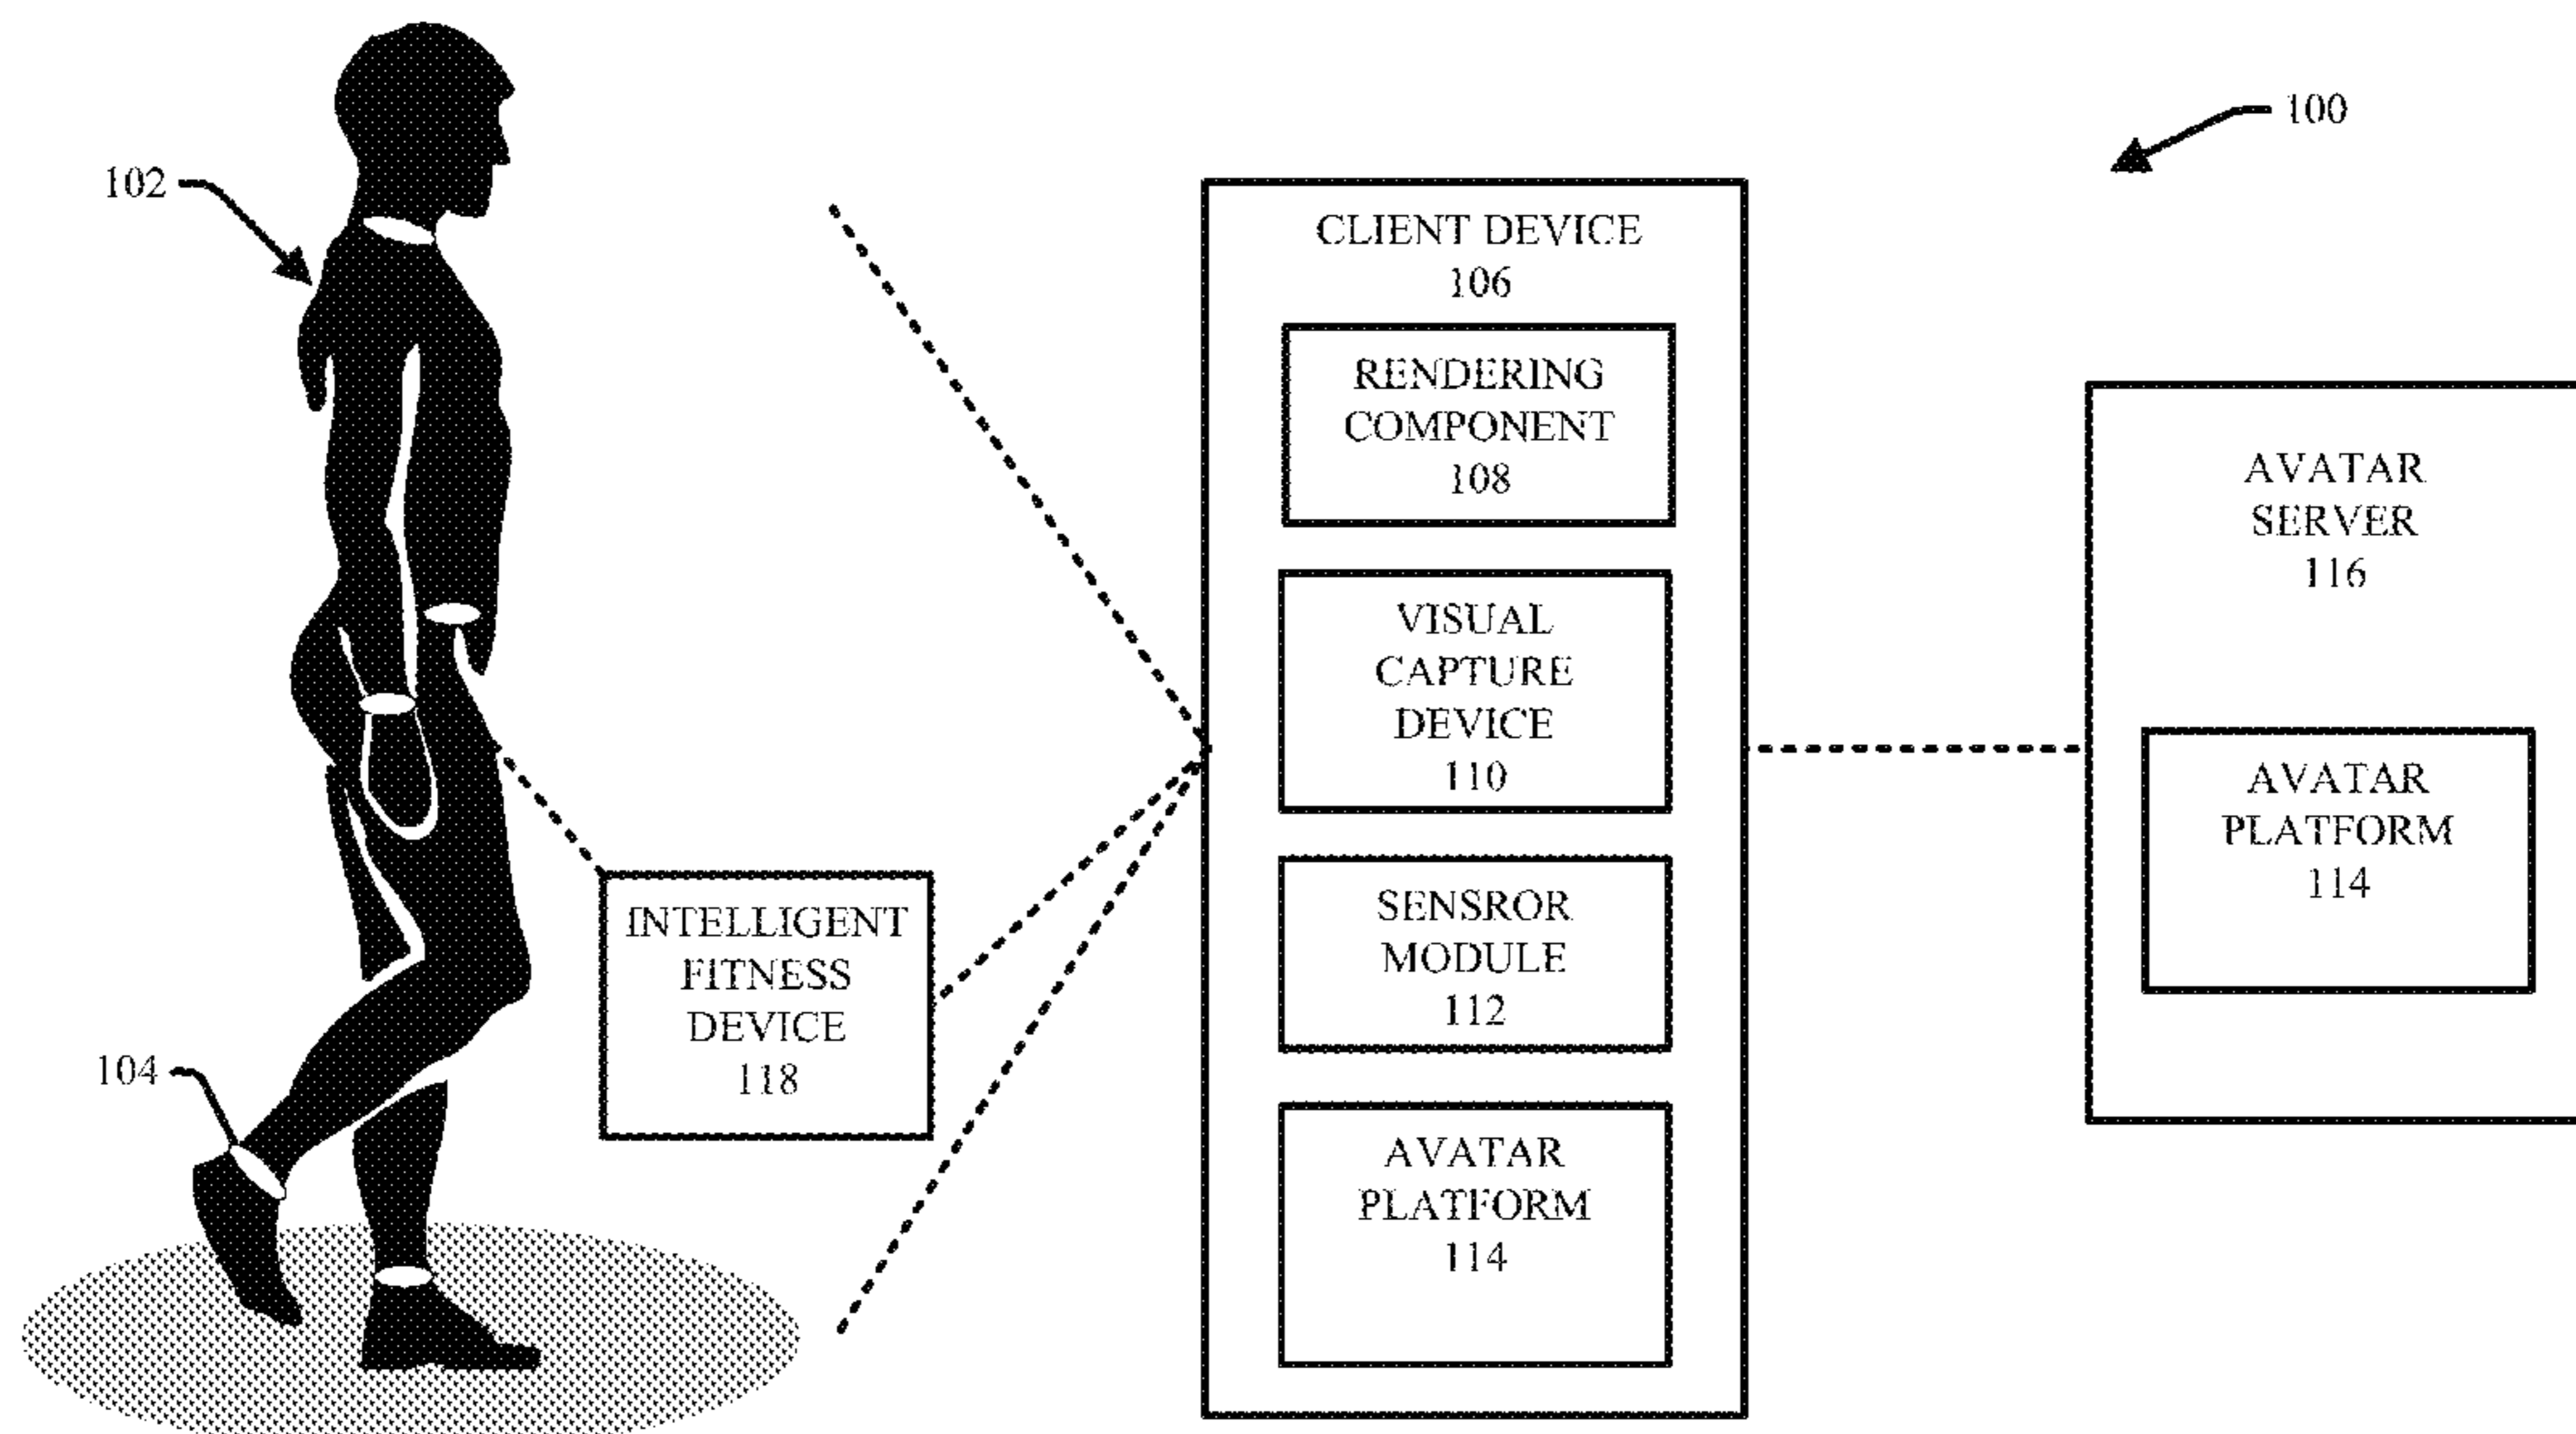 100
102
CLIENT DEVICE
106
RENDERING
COMPONENT
108
VISUAL
CAPTURE
DEVICE
110
SENSROR
MODULE
112
AVATAR
PLATFORM
114
AVATAR
SERVER
116
AVATAR
PLATFORM
114
INTELLIGENT
FITNESS
DEVICE
118
104